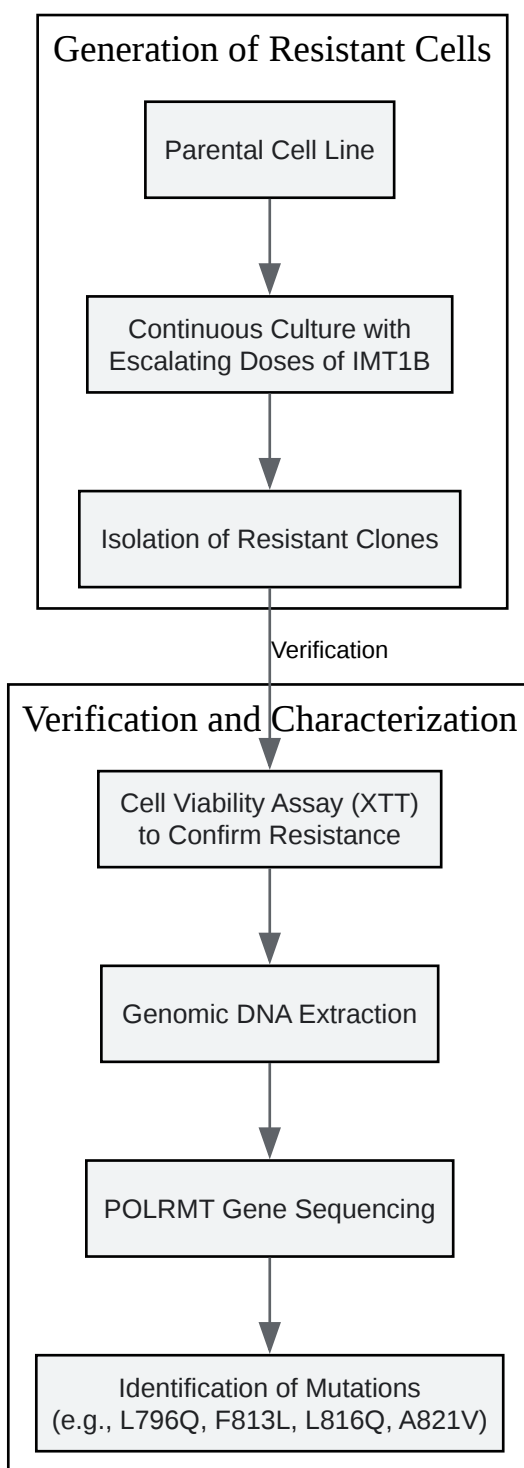 Generation of Resistant Cells
Parental Cell Line
Continuous Culture with
Escalating Doses of IMT1B
Isolation of Resistant Clones
Verification
Verification and Characterization
Cell Viability Assay (XTT)
to Confirm Resistance
Genomic DNA Extraction
POLRMT Gene Sequencing
Identification of Mutations
(e.g., L796Q, F813L, L816Q, A821V)